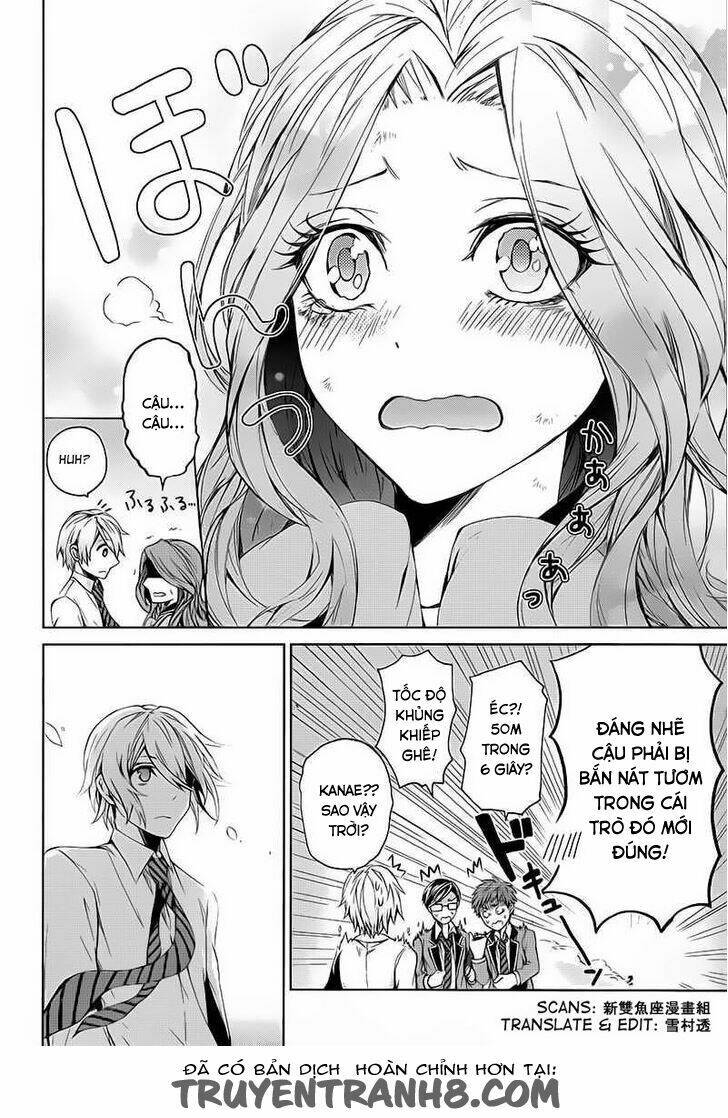 ぼっ
CẬU...
CẬU...
HUH?
ふるふる...
かあぁぁぁっ
ĐÁNG NHẼ
CẬU PHẢI BỊ
BẮN NÁT TƯƠM
TRONG CÁI
TRÒ ĐÓ MỚI
ĐÚNG!
ÉC?!
50M
TRONG
6 GIÂY?
TỐC ĐỘ
KHỦNG
KHIẾP
GHÊ!
KANAE??
SAO VẬY
TRỜI?
ドキューン
SCANS: 新雙魚座漫畫組
TRANSLATE & EDIT: 雪村透
ĐÃ CÓ BẢN DỊCH HOÀN CHỈNH HƠN TẠI:
TRUYENTRANH8.COM